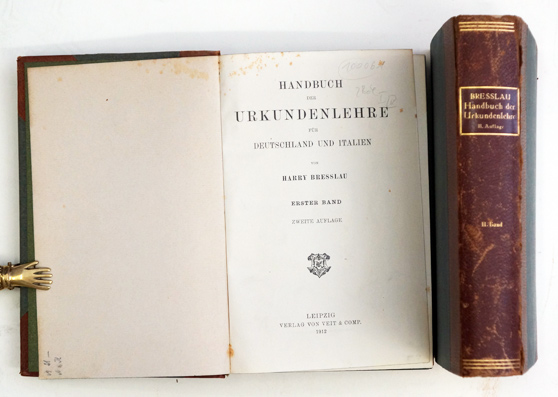 HANDBUCH
DER
URKUNDENLEHRE
FÜR
DEUTSCHLAND UND ITALIEN
VON
HARRY BRESSLAU
ERSTER BAND
ZWEITE AUFLAGE
LEIPZIG
VERLAG VON VEIT & COMP.
1912
BRESSLAU
Handbuch der
Urkundenlehre
II. Auflage
II. Band